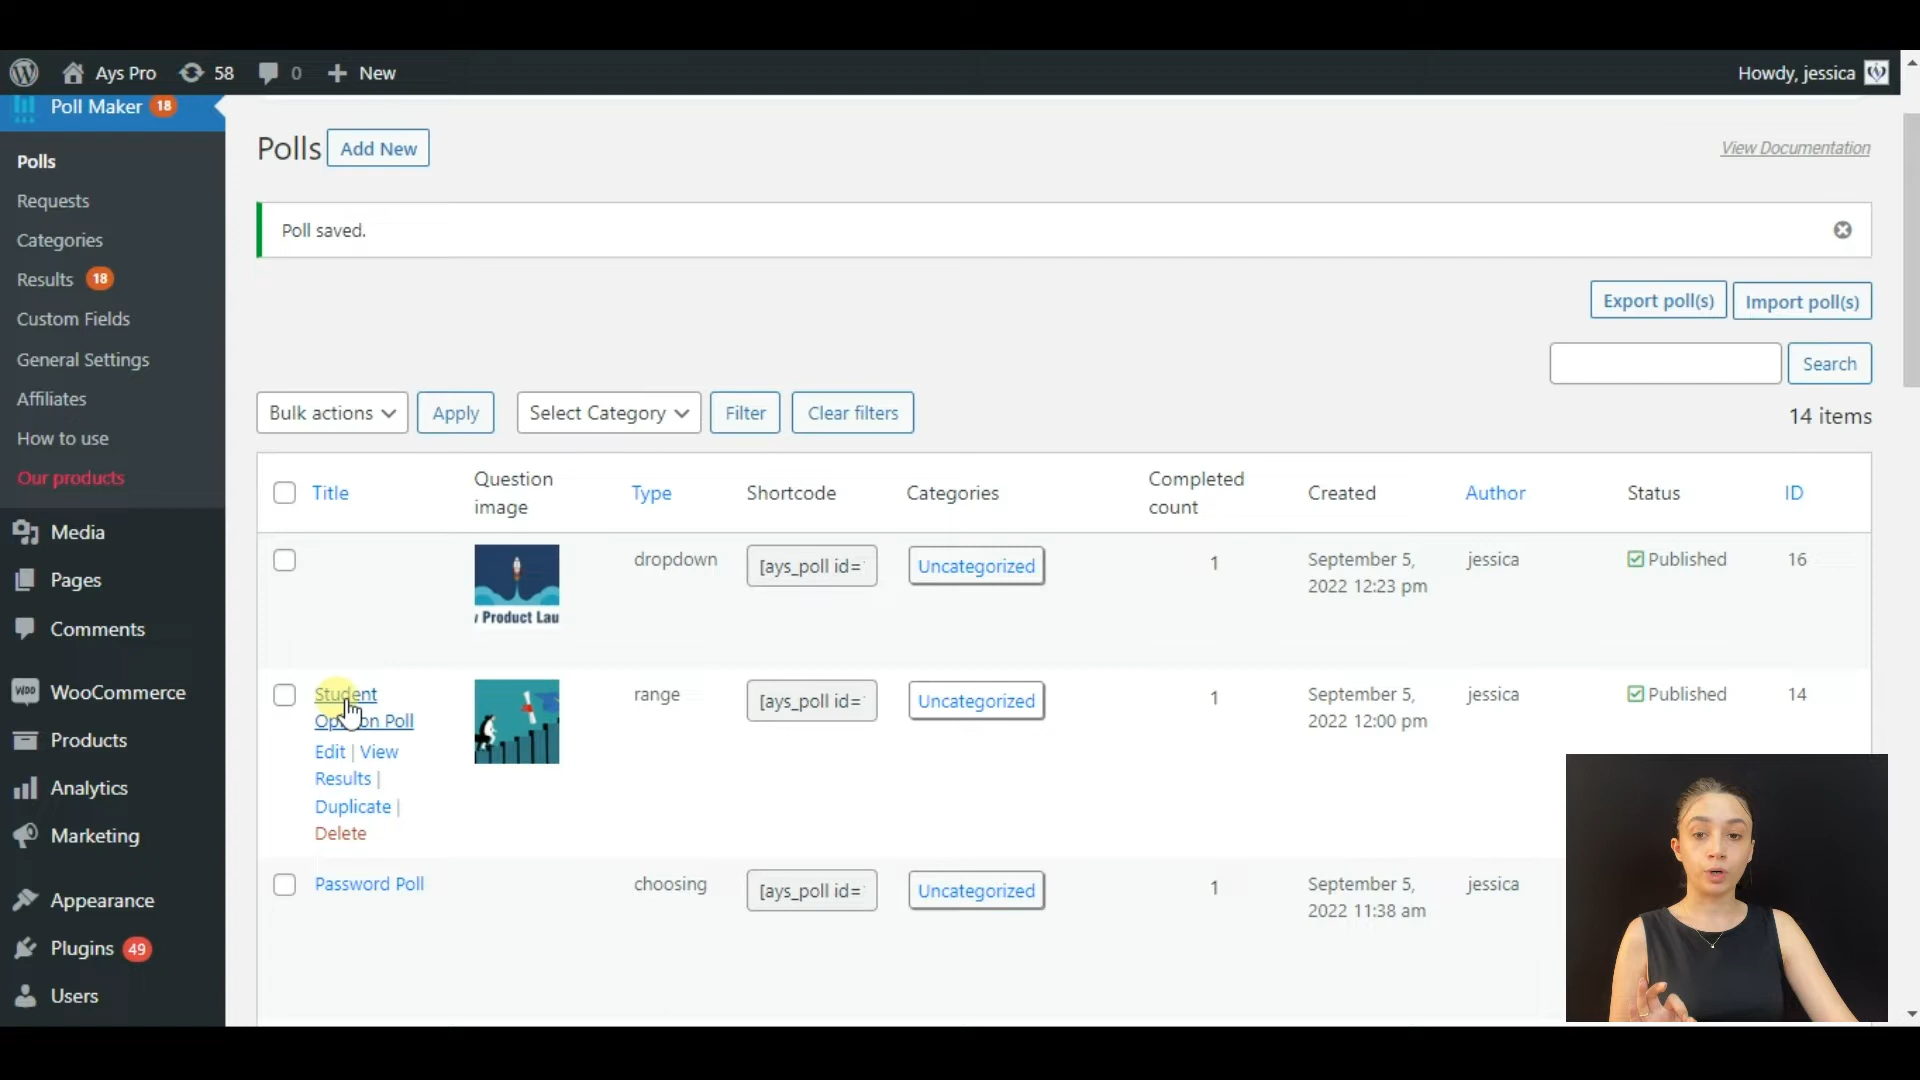 Ays Pro 58 0 New Howdy, jessica
Poll Maker 18
Polls
Requests
Categories
Results 18
Custom Fields
General Settings
Affiliates
How to use
Our products
Media
Pages
Comments
WooCommerce
Products
Analytics
Marketing
Appearance
Plugins 49
Users
Polls Add New View Documentation
Poll saved.
Export poll(s) Import poll(s)
Search
Bulk actions Apply Select Category Filter Clear filters 14 items
Title Question image Type Shortcode Categories Completed count Created Author Status ID
y Product Lau
dropdown [ays_poll id= Uncategorized 1 September 5, 2022 12:23 pm jessica Published 16
Student
Opinion Poll
Edit | View
Results |
Duplicate |
Delete
range [ays_poll id= Uncategorized 1 September 5, 2022 12:00 pm jessica Published 14
Password Poll choosing [ays_poll id= Uncategorized 1 September 5, 2022 11:38 am jessica